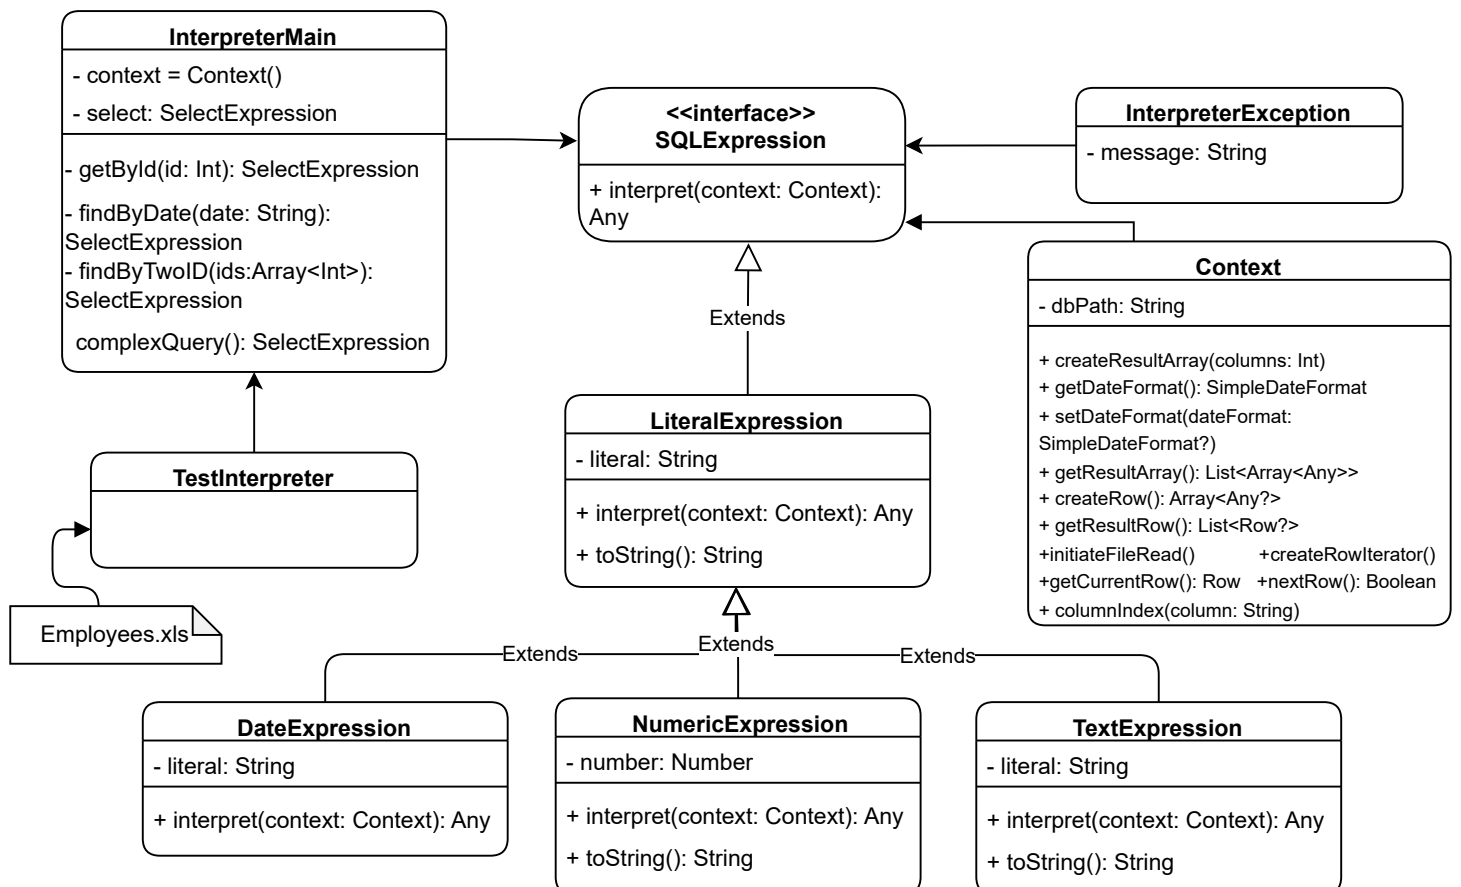 InterpreterMain
- context = Context()
- select: SelectExpression
- getById(id: Int): SelectExpression
- findByDate(date: String):
SelectExpression
- findByTwoID(ids:Array<Int>):
SelectExpression
complexQuery(): SelectExpression
<<interface>>
SQLExpression
+ interpret(context: Context):
Any
InterpreterException
- message: String
Context
- dbPath: String
+ createResultArray(columns: Int)
+ getDateFormat(): SimpleDateFormat
+ setDateFormat(dateFormat:
SimpleDateFormat?)
+ getResultArray(): List<Array<Any>>
+ createRow(): Array<Any?>
+ getResultRow(): List<Row?>
+initiateFileRead() +createRowIterator()
+getCurrentRow(): Row +nextRow(): Boolean
+ columnIndex(column: String)
Extends
LiteralExpression
- literal: String
+ interpret(context: Context): Any
+ toString(): String
TestInterpreter
Employees.xls
Extends
Extends
Extends
DateExpression
- literal: String
+ interpret(context: Context): Any
NumericExpression
- number: Number
+ interpret(context: Context): Any
+ toString(): String
TextExpression
- literal: String
+ interpret(context: Context): Any
+ toString(): String